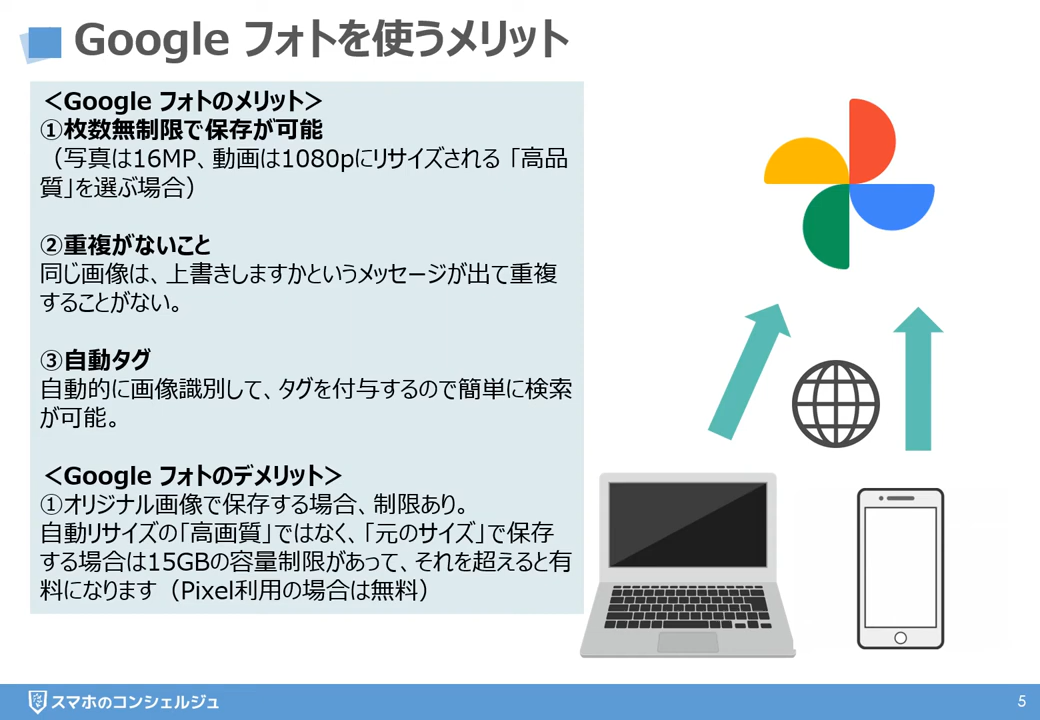 Google フォトを使うメリット
＜Google フォトのメリット＞
①枚数無制限で保存が可能
（写真は16MP、動画は1080pにリサイズされる 「高品
質」を選ぶ場合）
②重複がないこと
同じ画像は、上書きしますかというメッセージが出て重複
することがない。
③自動タグ
自動的に画像識別して、タグを付与するので簡単に検索
が可能。
＜Google フォトのデメリット＞
①オリジナル画像で保存する場合、制限あり。
自動リサイズの「高画質」ではなく、「元のサイズ」で保存
する場合は15GBの容量制限があって、それを超えると有
料になります（Pixel利用の場合は無料）
スマホのコンシェルジュ
5